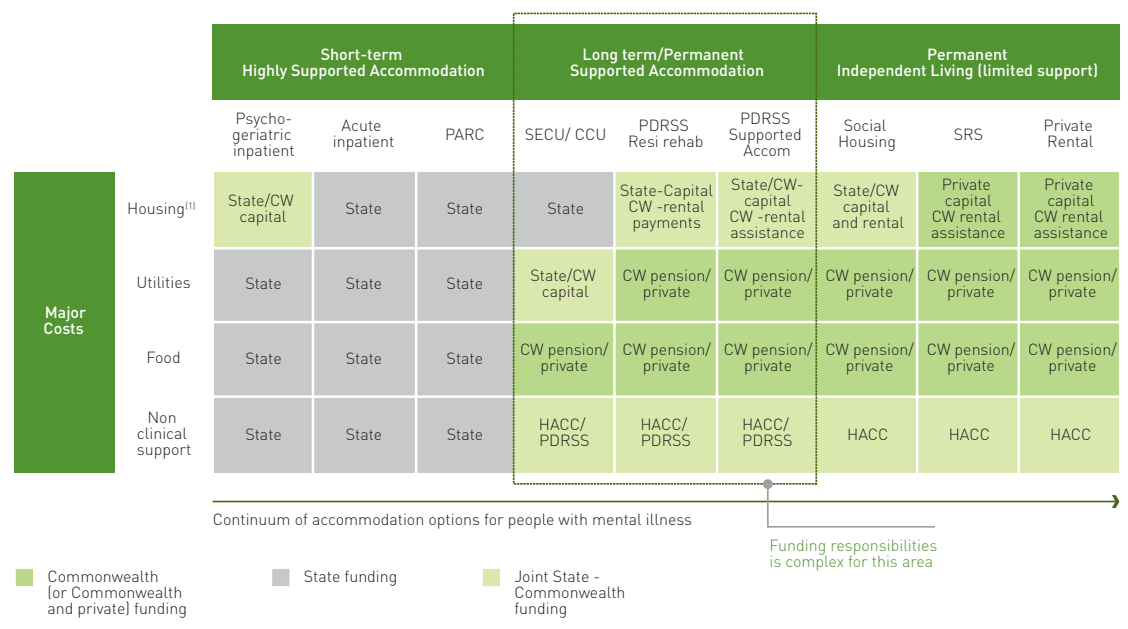 Short-term
Highly Supported Accommodation
Long term/Permanent
Supported Accommodation
Permanent
Independent Living (limited support)
Psycho-
geriatric
inpatient
Acute
inpatient
PARC
SECU/ CCU
PDRSS
Resi rehab
PDRSS
Supported
Accom
Social
Housing
SRS
Private
Rental
Major
Costs
Housing(1)
State/CW
capital
State
State
State
State-Capital
CW -rental
payments
State/CW-
capital
CW -rental
assistance
State/CW
capital
and rental
Private
capital
CW rental
assistance
Private
capital
CW rental
assistance
Utilities
State
State
State
State/CW
capital
CW pension/
private
CW pension/
private
CW pension/
private
CW pension/
private
CW pension/
private
Food
State
State
State
CW pension/
private
CW pension/
private
CW pension/
private
CW pension/
private
CW pension/
private
CW pension/
private
Non
clinical
support
State
State
State
HACC/
PDRSS
HACC/
PDRSS
HACC/
PDRSS
HACC
HACC
HACC
Continuum of accommodation options for people with mental illness
Funding responsibilities
is complex for this area
Commonwealth
(or Commonwealth
and private) funding
State funding
Joint State -
Commonwealth
funding